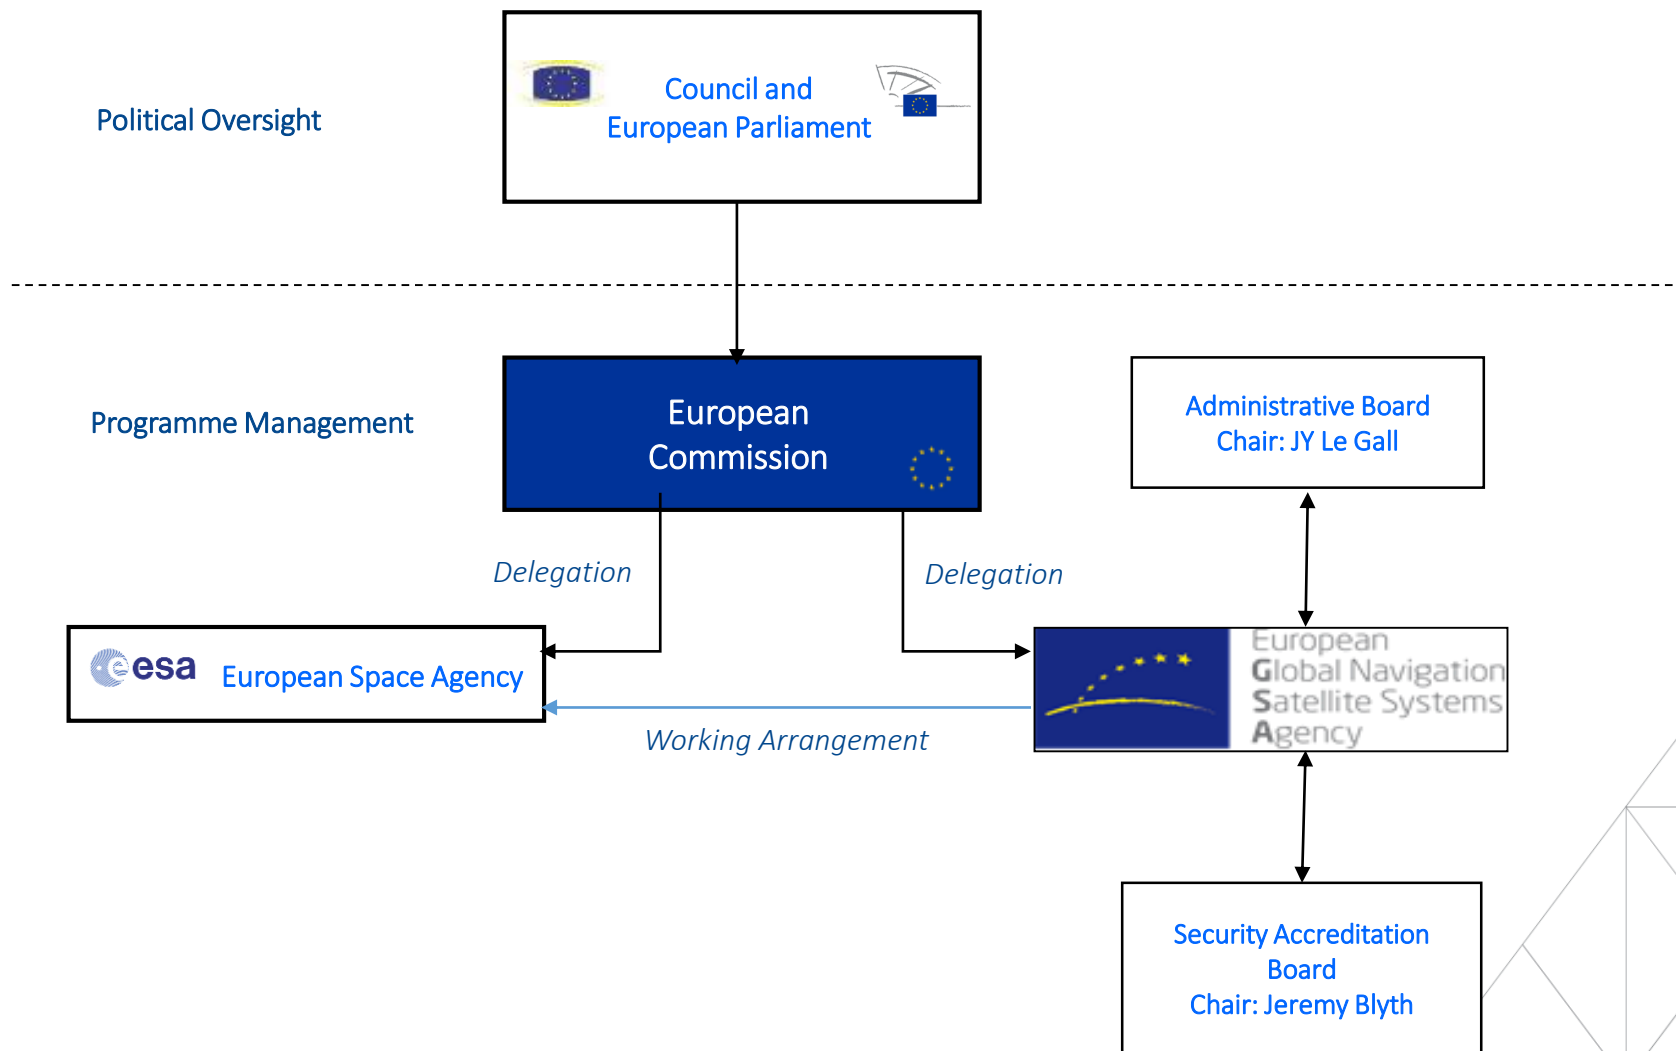 Council and
European Parliament
Political Oversight
Programme Management
European
Commission
Administrative Board
Chair: JY Le Gall
Delegation
Delegation
esa
European Space Agency
European
Global Navigation
Satellite Systems
Agency
Working Arrangement
Security Accreditation
Board
Chair: Jeremy Blyth